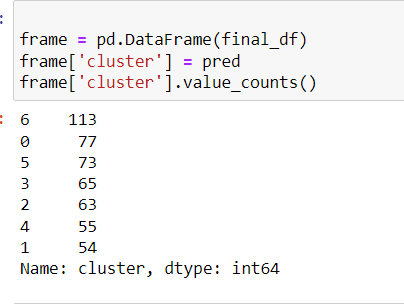 frame = pd.DataFrame(final_df)
frame['cluster'] = pred
frame['cluster'].value_counts()
6    113
0     77
5     73
3     65
2     63
4     55
1     54
Name: cluster, dtype: int64